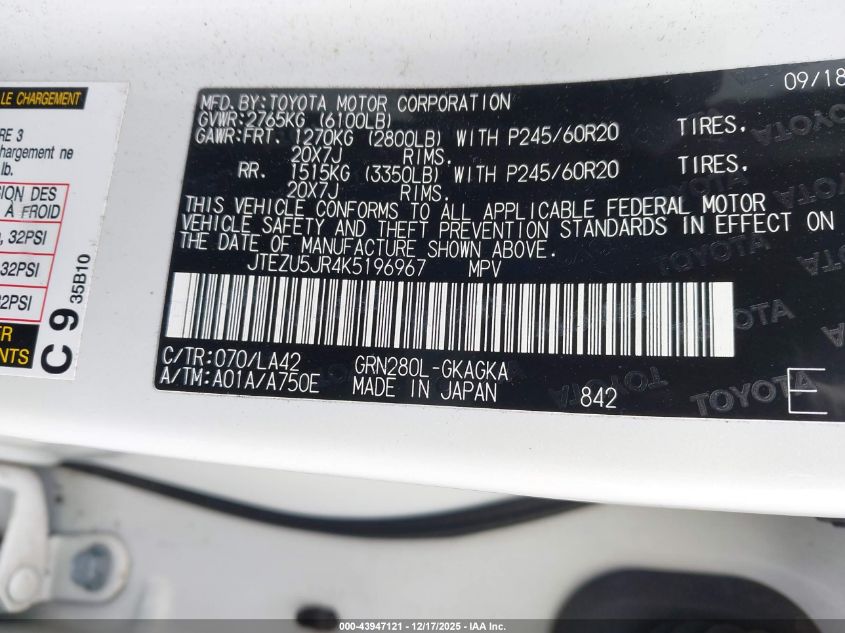 LE CHARGEMENT
RE 3
hargement ne
lb.
SION DES
À FROID
32PSI
32PSI
2PSI
ER
ENTS
C 9 35B10
09/18
MFD.BY:TOYOTA MOTOR CORPORATION
GVWR:2765KG (6100LB)
GAWR:FRT. 1270KG (2800LB) WITH P245/60R20 TIRES.
20X7J RIMS.
RR. 1515KG (3350LB) WITH P245/60R20 TIRES.
20X7J RIMS.
THIS VEHICLE CONFORMS TO ALL APPLICABLE FEDERAL MOTOR
VEHICLE SAFETY AND THEFT PREVENTION STANDARDS IN EFFECT ON
THE DATE OF MANUFACTURE SHOWN ABOVE.
JTEZU5JR4K5196967 MPV
C/TR:070/LA42 GRN280L-GKAGKA
A/TM:A01A/A750E MADE IN JAPAN 842
TOYOTA
E
000-43947121 - 12/17/2025 - IAA Inc.